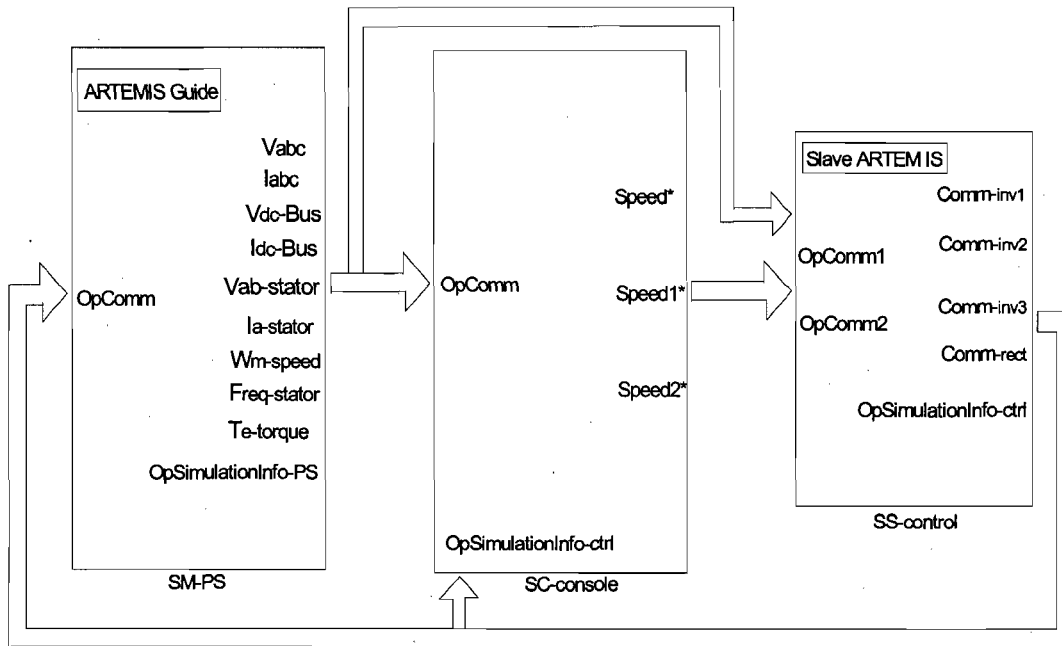 ARTEMIS Guide
Vabc
Iabc
Vdc-Bus
Idc-Bus
Vab-stator
OpComm
Ia-stator
Wm-speed
Freq-stator
Te-torque
OpSimulationInfo-PS
SM-PS
Speed*
OpComm
Speed1*
Speed2*
OpSimulationInfo-ctrl
SC-console
Slave ARTEMIS
Comm-inv1
Comm-inv2
OpComm1
Comm-inv3
OpComm2
Comm-rect
OpSimulationInfo-ctrl
SS-control